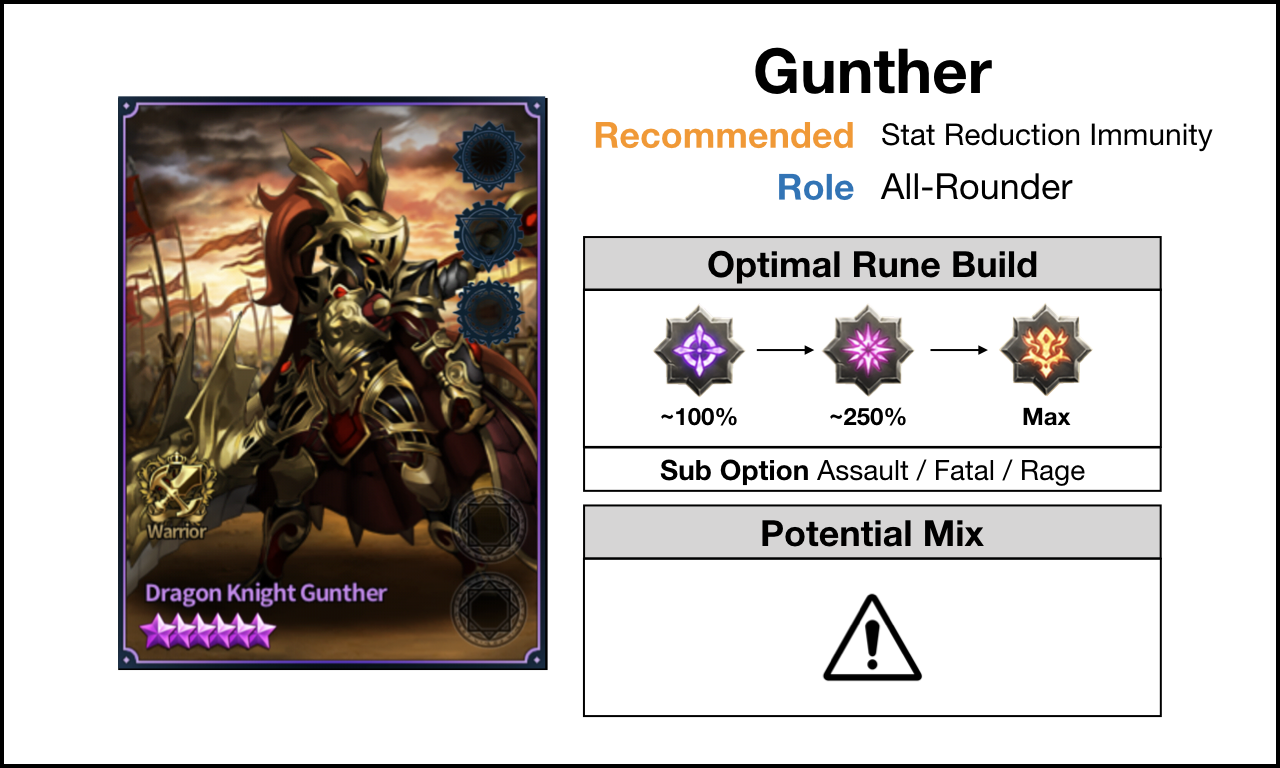 Gunther
Recommended Stat Reduction Immunity
Role All-Rounder
Optimal Rune Build
~100% ~250% Max
Sub Option Assault / Fatal / Rage
Potential Mix
Warrior
Dragon Knight Gunther